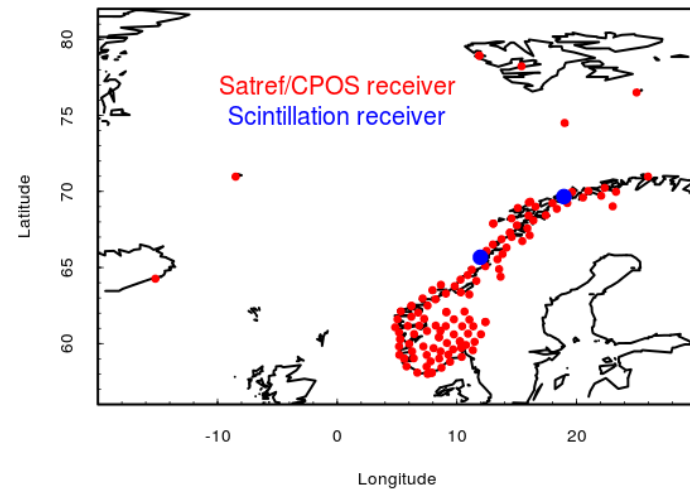 80
75
70
65
60
Latitude
Satref/CPOS receiver
Scintillation receiver
-10 0 10 20
Longitude